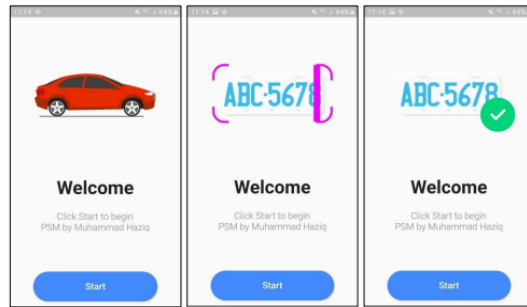 11:14
64%
Welcome
Click Start to begin
PSM by Muhammad Haziq
Start
11:14
64%
ABC·5678
Welcome
Click Start to begin
PSM by Muhammad Haziq
Start
11:14
64%
ABC·5678
Welcome
Click Start to begin
PSM by Muhammad Haziq
Start